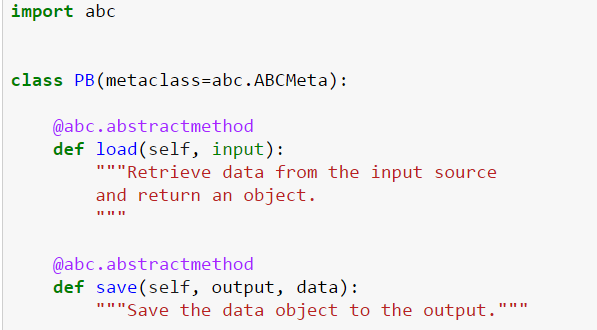 import abc
class PB(metaclass=abc.ABCMeta):
@abc.abstractmethod
def load(self, input):
"""Retrieve data from the input source
and return an object.
"""
@abc.abstractmethod
def save(self, output, data):
"""Save the data object to the output."""